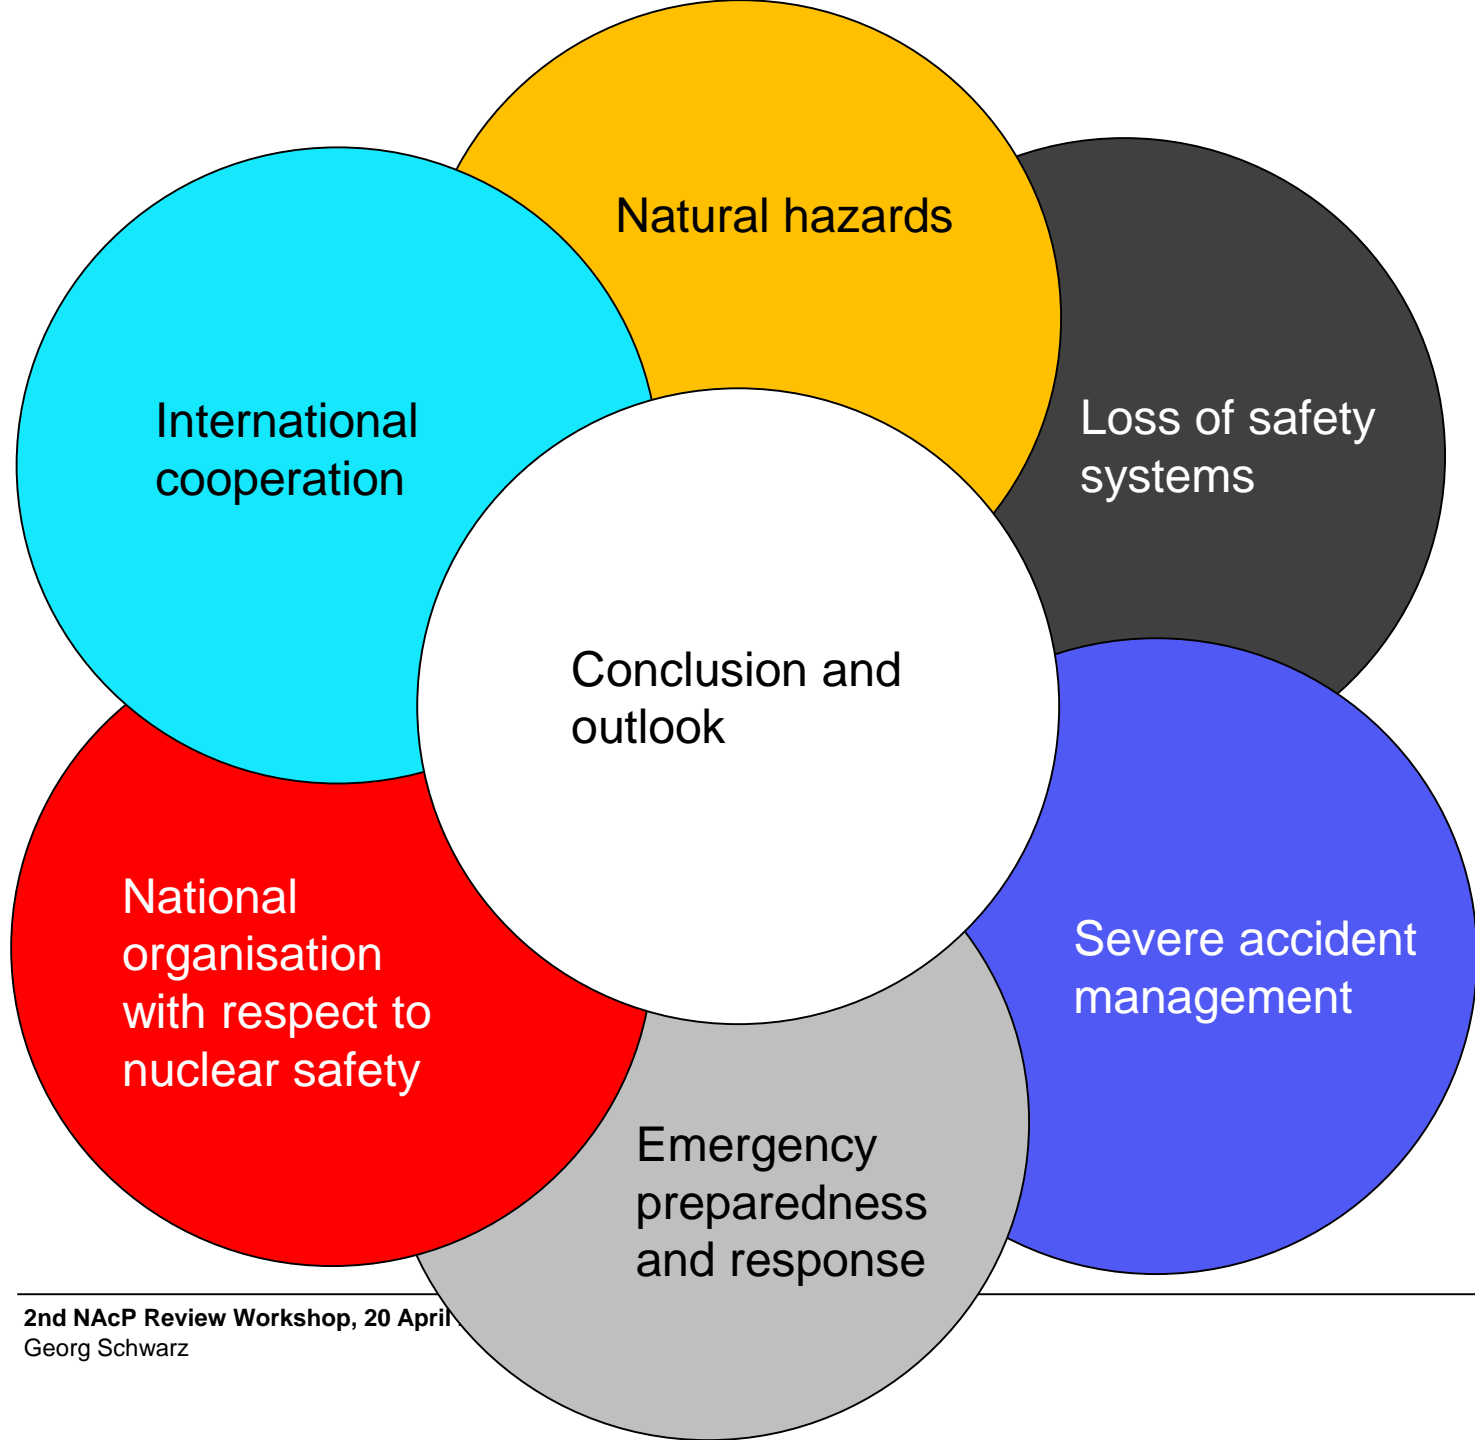 Natural hazards
International
cooperation
Loss of safety
systems
Conclusion and
outlook
National
organisation
with respect to
nuclear safety
Severe accident
management
Emergency
preparedness
and response
2nd NAcP Review Workshop, 20 April
Georg Schwarz